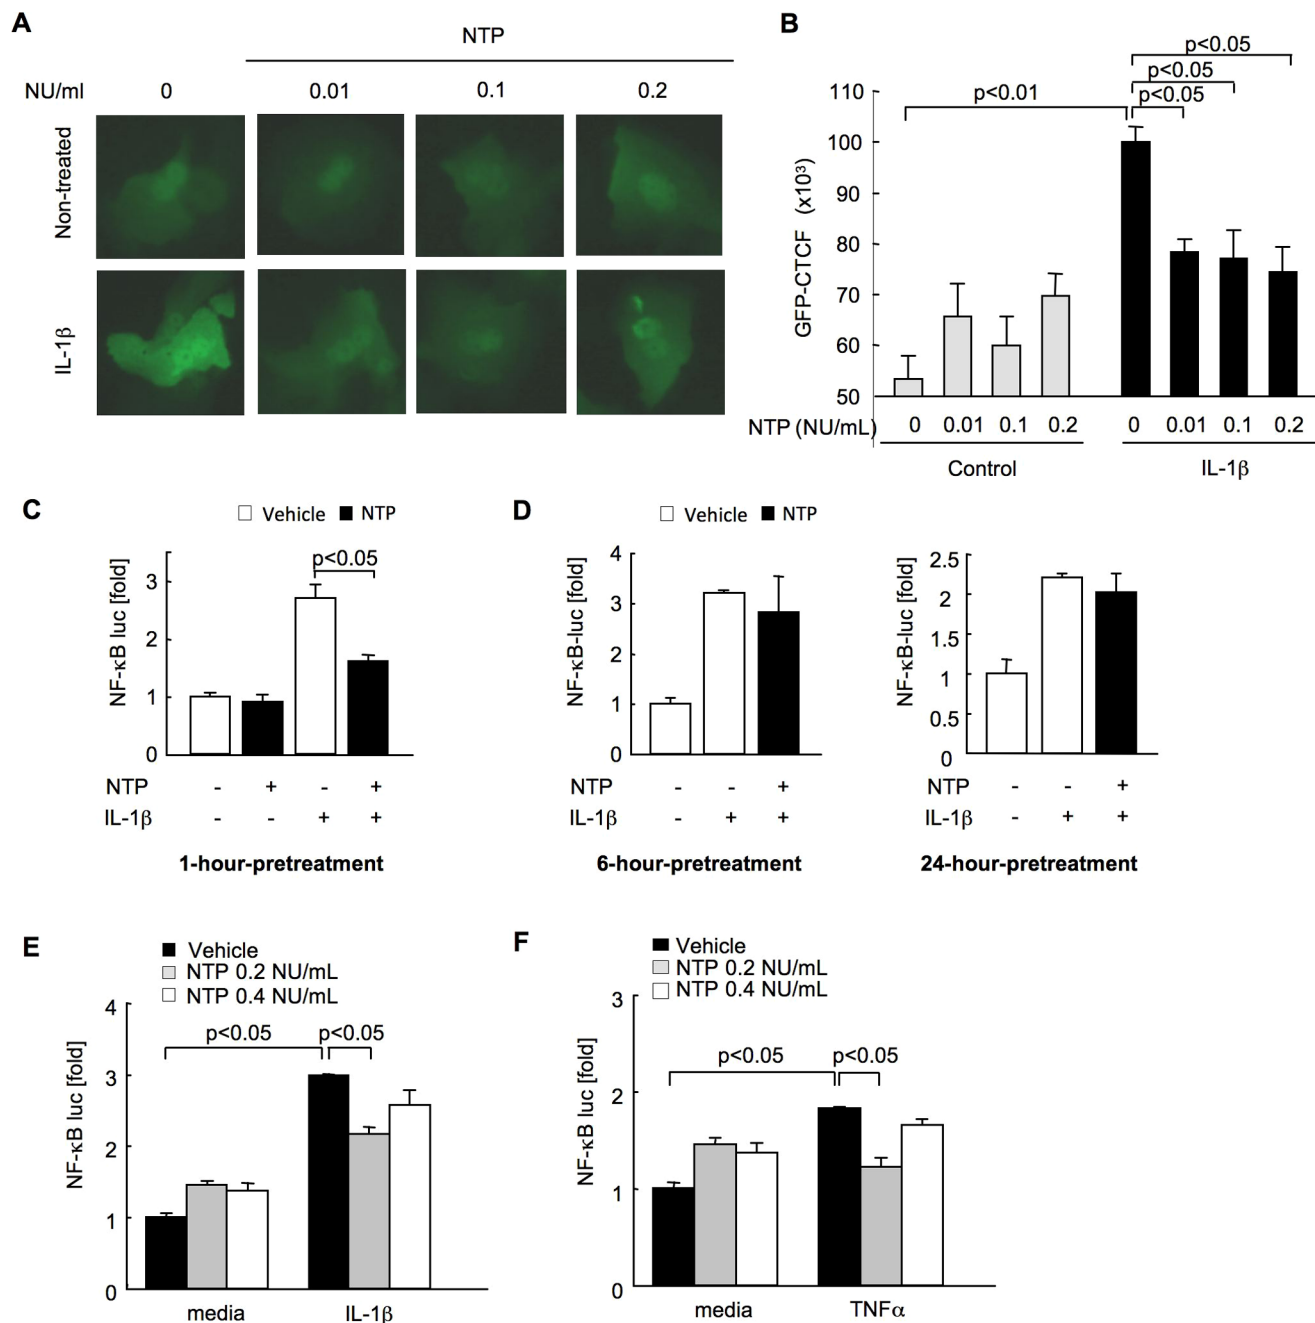 A
NTP
NU/ml 0 0.01 0.1 0.2
Non-treated
IL-1β
B
p<0.05
p<0.05
p<0.05
p<0.01
GFP-CTCF (x10³)
110
100
90
80
70
60
50
NTP (NU/mL) 0 0.01 0.1 0.2 0 0.01 0.1 0.2
Control IL-1β
C
Vehicle NTP
p<0.05
NF-κB luc [fold]
3
2
1
0
NTP - + - +
IL-1β - - + +
1-hour-pretreatment
D
Vehicle NTP
NF-κB-luc [fold]
4
3
2
1
0
NTP - - +
IL-1β - + +
6-hour-pretreatment
NF-κB-luc [fold]
2.5
2
1.5
1
0.5
0
NTP - - +
IL-1β - + +
24-hour-pretreatment
E
Vehicle
NTP 0.2 NU/mL
NTP 0.4 NU/mL
p<0.05 p<0.05
NF-κB luc [fold]
4
3
2
1
0
media IL-1β
F
Vehicle
NTP 0.2 NU/mL
NTP 0.4 NU/mL
p<0.05 p<0.05
NF-κB luc [fold]
3
2
1
0
media TNFα